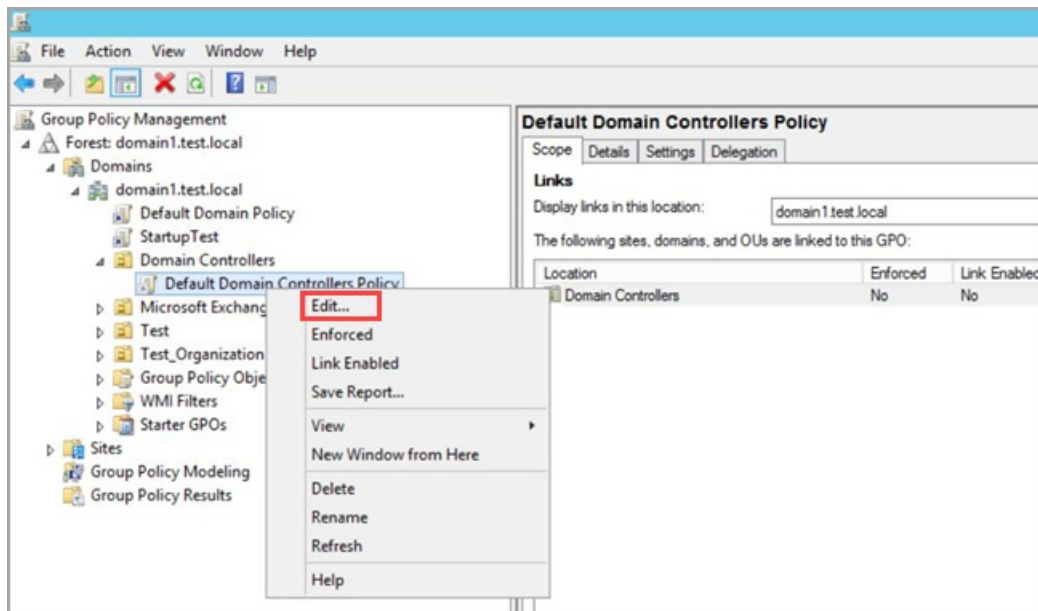 File Action View Window Help
Group Policy Management
Forest: domain1.test.local
Domains
domain1.test.local
Default Domain Policy
StartupTest
Domain Controllers
Default Domain Controllers Policy
Microsoft Exchang
Test
Test_Organization
Group Policy Obje
WMI Filters
Starter GPOs
Sites
Group Policy Modeling
Group Policy Results
Edit...
Enforced
Link Enabled
Save Report...
View
New Window from Here
Delete
Rename
Refresh
Help
Default Domain Controllers Policy
Scope Details Settings Delegation
Links
Display links in this location: domain1.test.local
The following sites, domains, and OUs are linked to this GPO:
Location Enforced Link Enabled
Domain Controllers No No